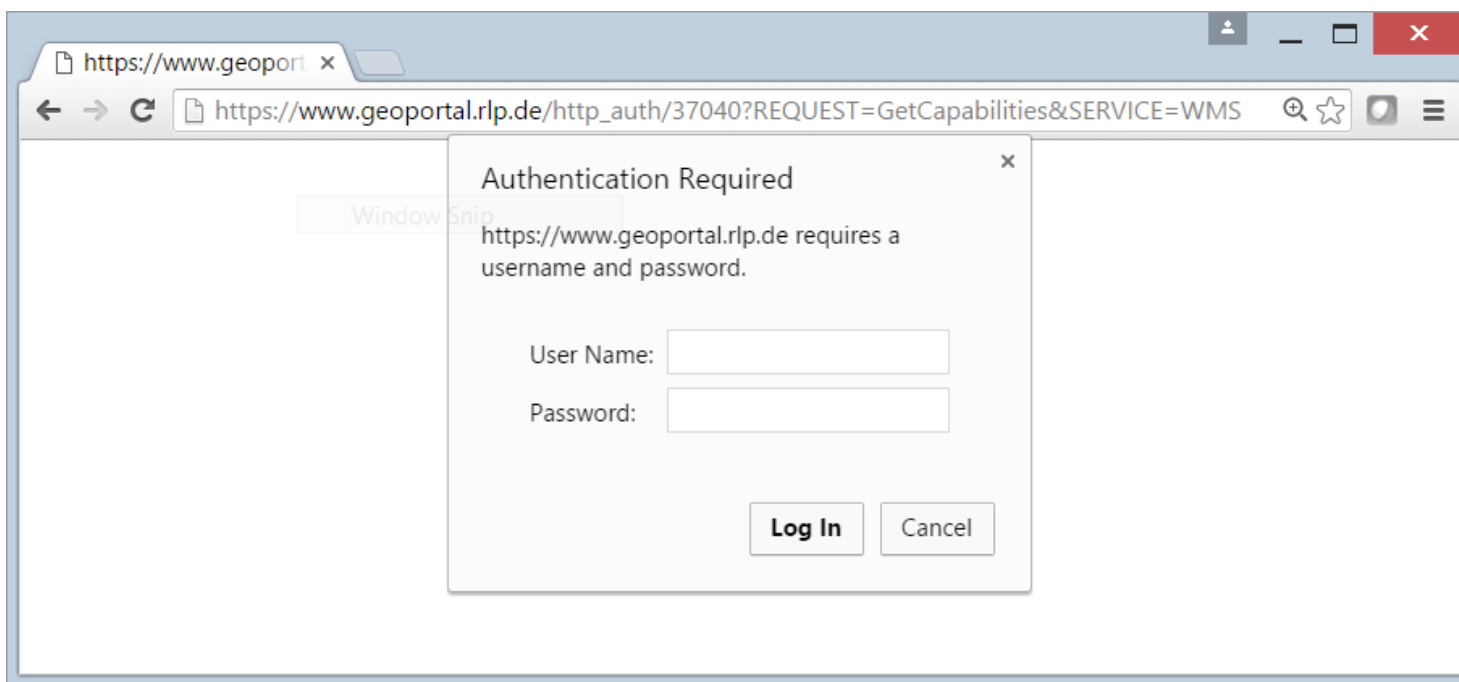 https://www.geoport
https://www.geoportal.rlp.de/http_auth/37040?REQUEST=GetCapabilities&SERVICE=WMS
Authentication Required
Window Snip
https://www.geoportal.rlp.de requires a
username and password.
User Name:
Password:
Log In
Cancel